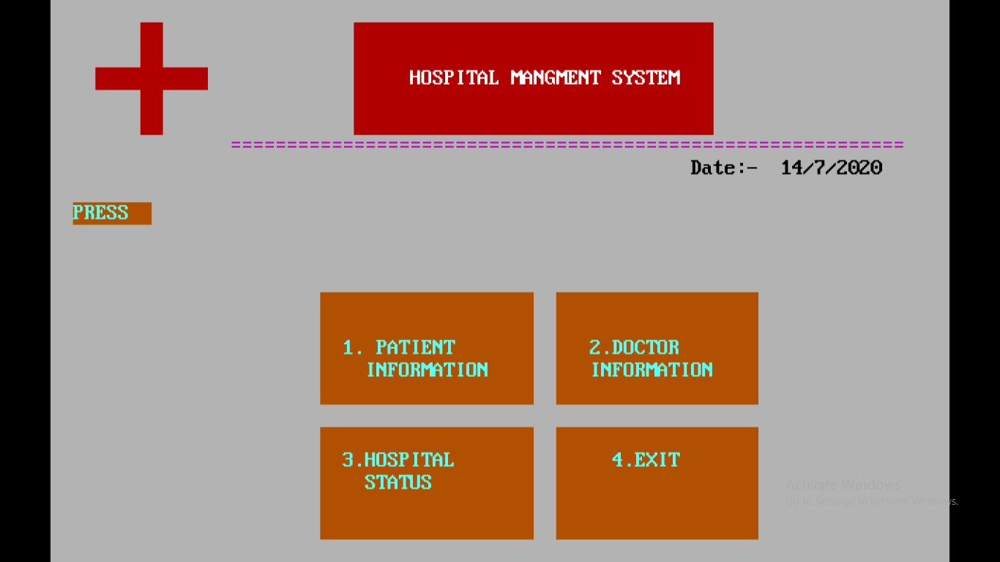 HOSPITAL MANGMENT SYSTEM
============================================================
Date:- 14/7/2020
PRESS
1. PATIENT
INFORMATION
2.DOCTOR
INFORMATION
3.HOSPITAL
STATUS
4.EXIT
Activate Windows
Go to Settings to activate Windows.